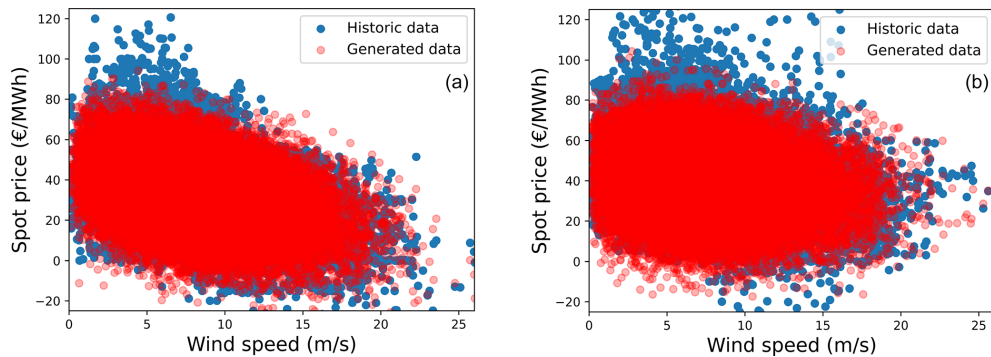 120
100
80
60
40
20
0
−20
0
5
10
15
20
25
Spot price (€/MWh)
Wind speed (m/s)
Historic data
Generated data
(a)
120
100
80
60
40
20
0
−20
0
5
10
15
20
25
Spot price (€/MWh)
Wind speed (m/s)
Historic data
Generated data
(b)